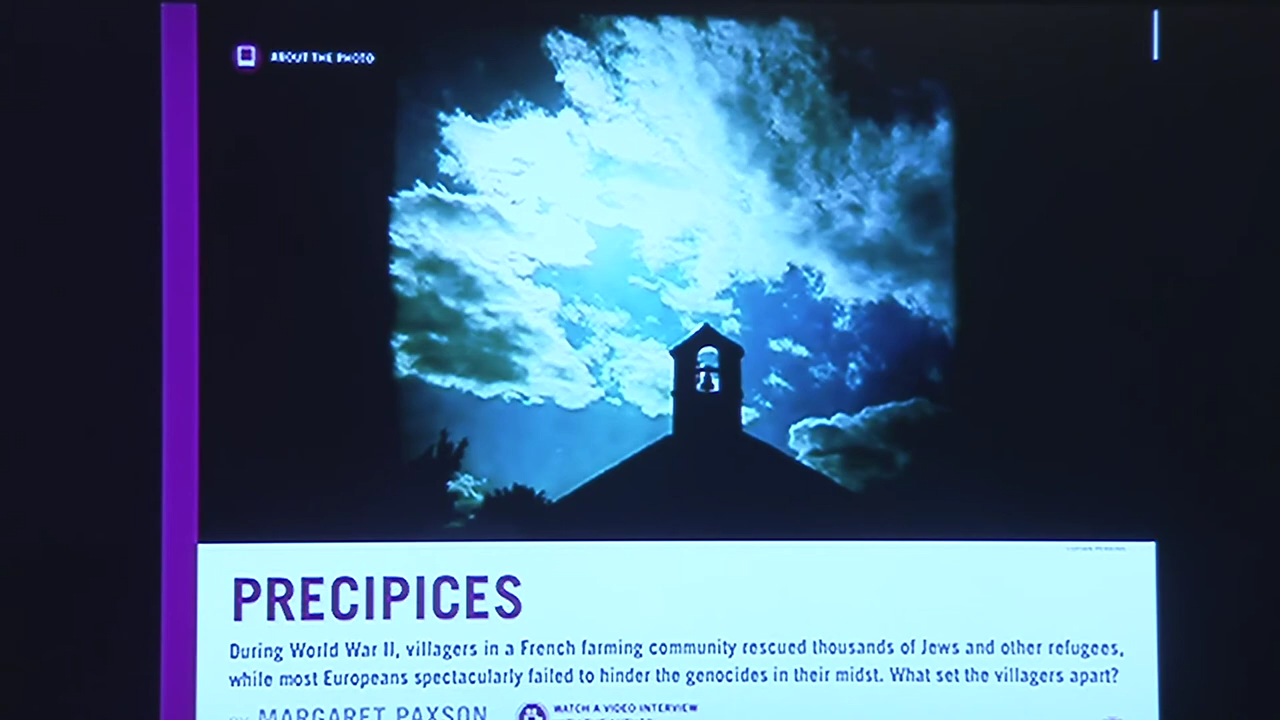 ABOUT THE PHOTO
PRECIPICES
During World War II, villagers in a French farming community rescued thousands of Jews and other refugees,
while most Europeans spectacularly failed to hinder the genocides in their midst. What set the villagers apart?
BY MARGARET PAXSON
WATCH A VIDEO INTERVIEW